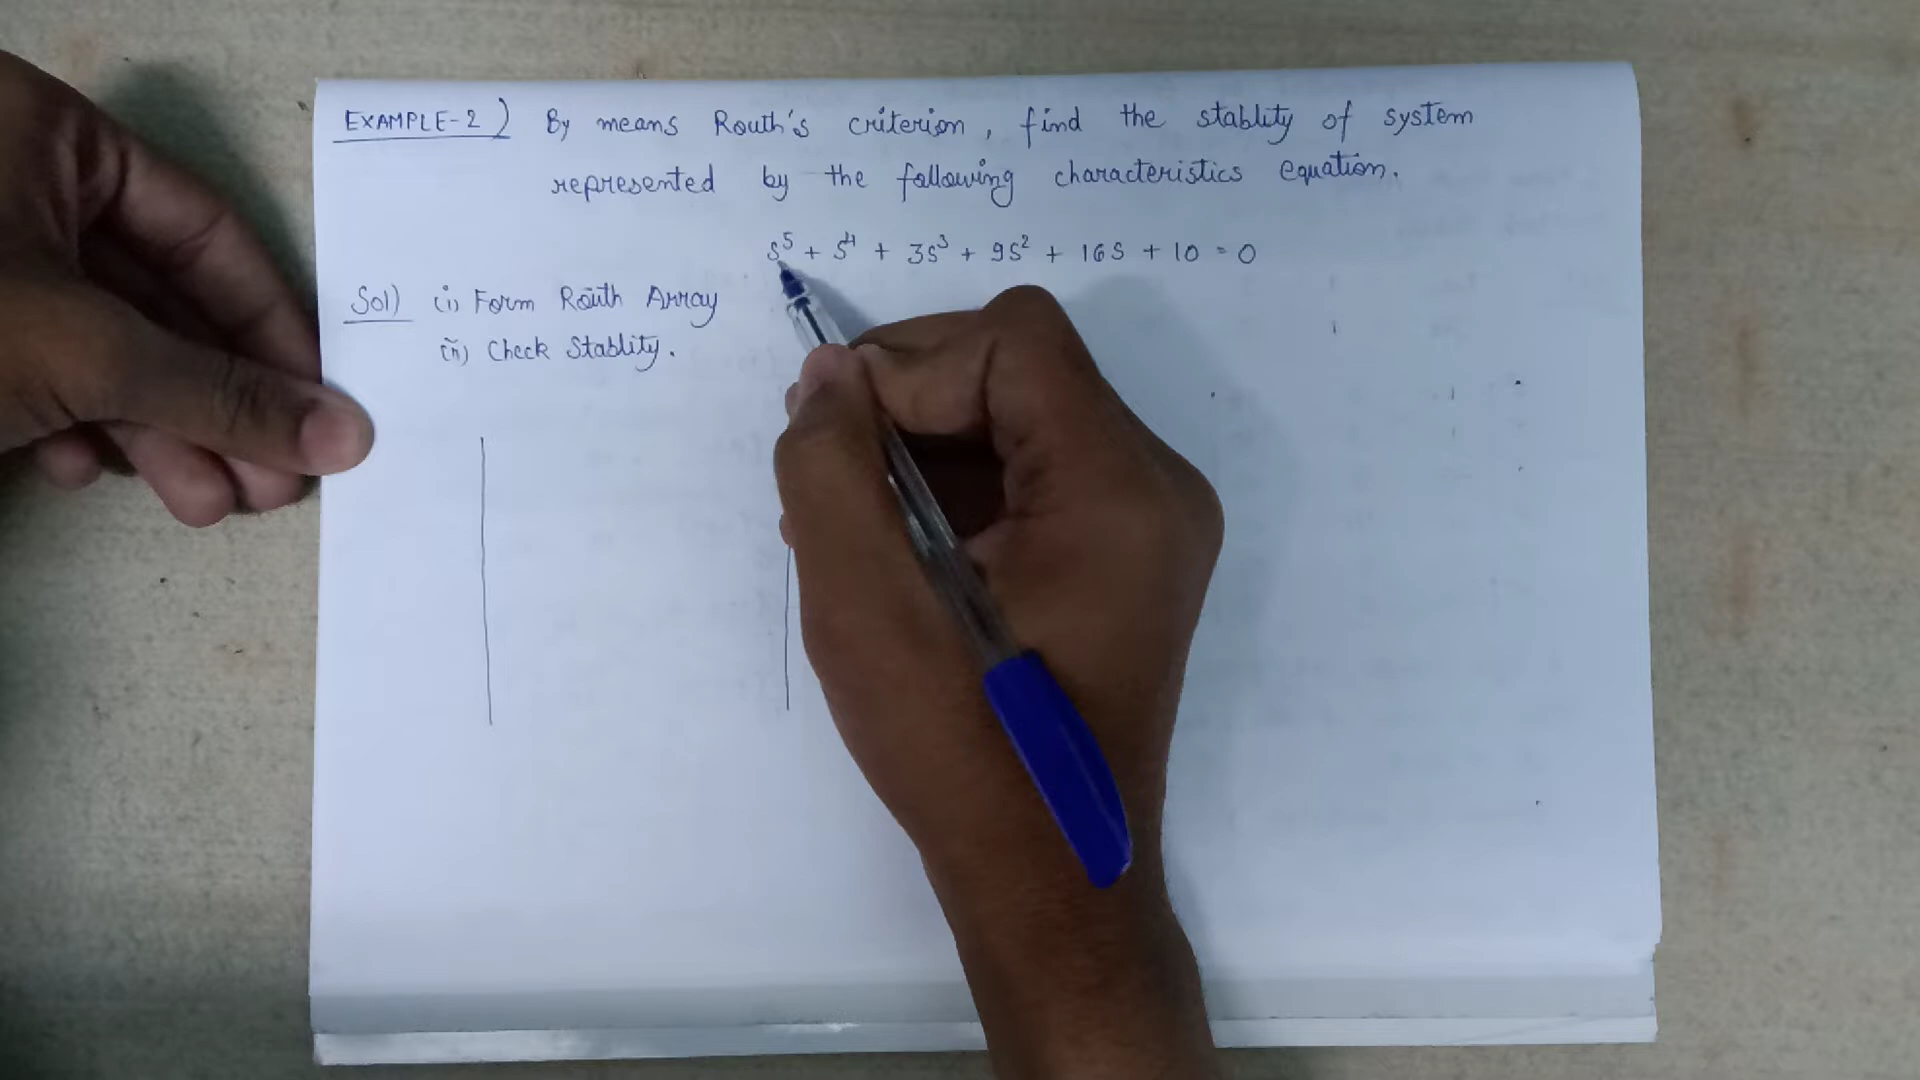 EXAMPLE-2) By means Routh's criterion, find the stablity of system
represented by the following characteristics equation.
s⁵ + s⁴ + 3s³ + 9s² + 16s + 10 = 0
Sol) (i) Form Routh Array
(ii) Check Stablity.